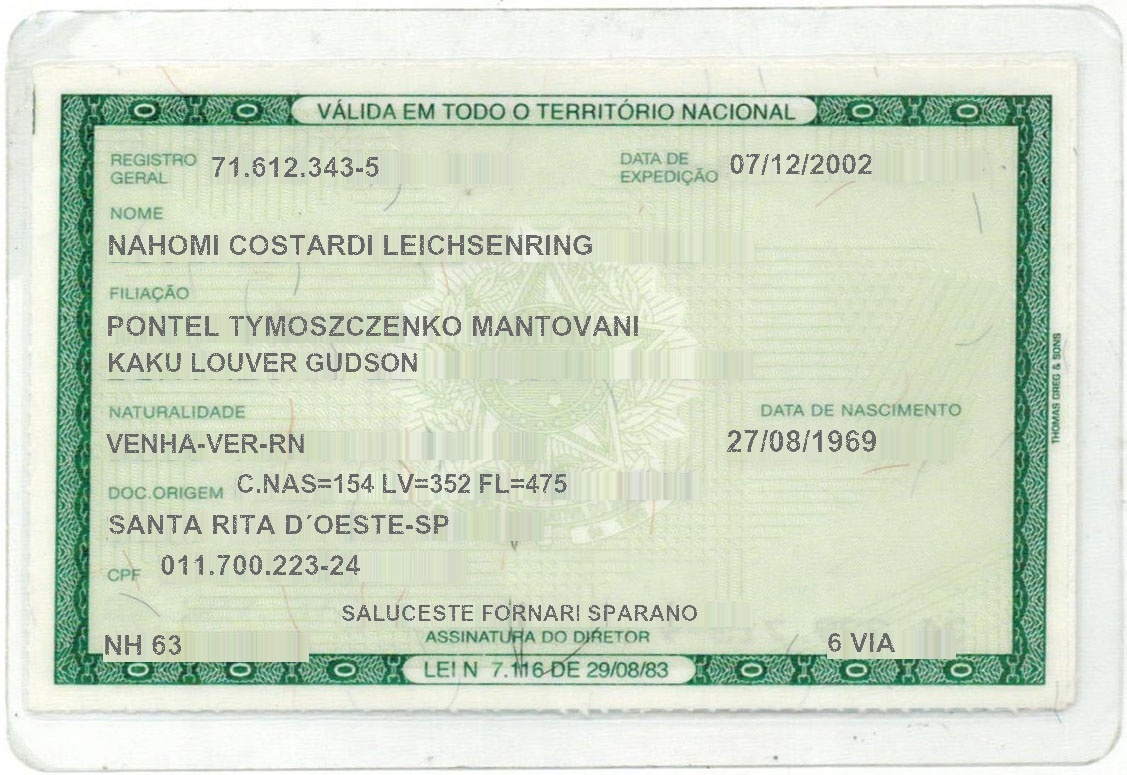 VÁLIDA EM TODO O TERRITÓRIO NACIONAL
REGISTRO GERAL 71.612.343-5 DATA DE EXPEDIÇÃO 07/12/2002
NOME
NAHOMI COSTARDI LEICHSENRING
FILIAÇÃO
PONTEL TYMOSZCZENKO MANTOVANI
KAKU LOUVER GUDSON
NATURALIDADE DATA DE NASCIMENTO
VENHA-VER-RN 27/08/1969
DOC.ORIGEM C.NAS=154 LV=352 FL=475
SANTA RITA D´OESTE-SP
CPF 011.700.223-24
SALUCESTE FORNARI SPARANO
NH 63 ASSINATURA DO DIRETOR 6 VIA
LEI N 7.116 DE 29/08/83
THOMAS GREG & SONS